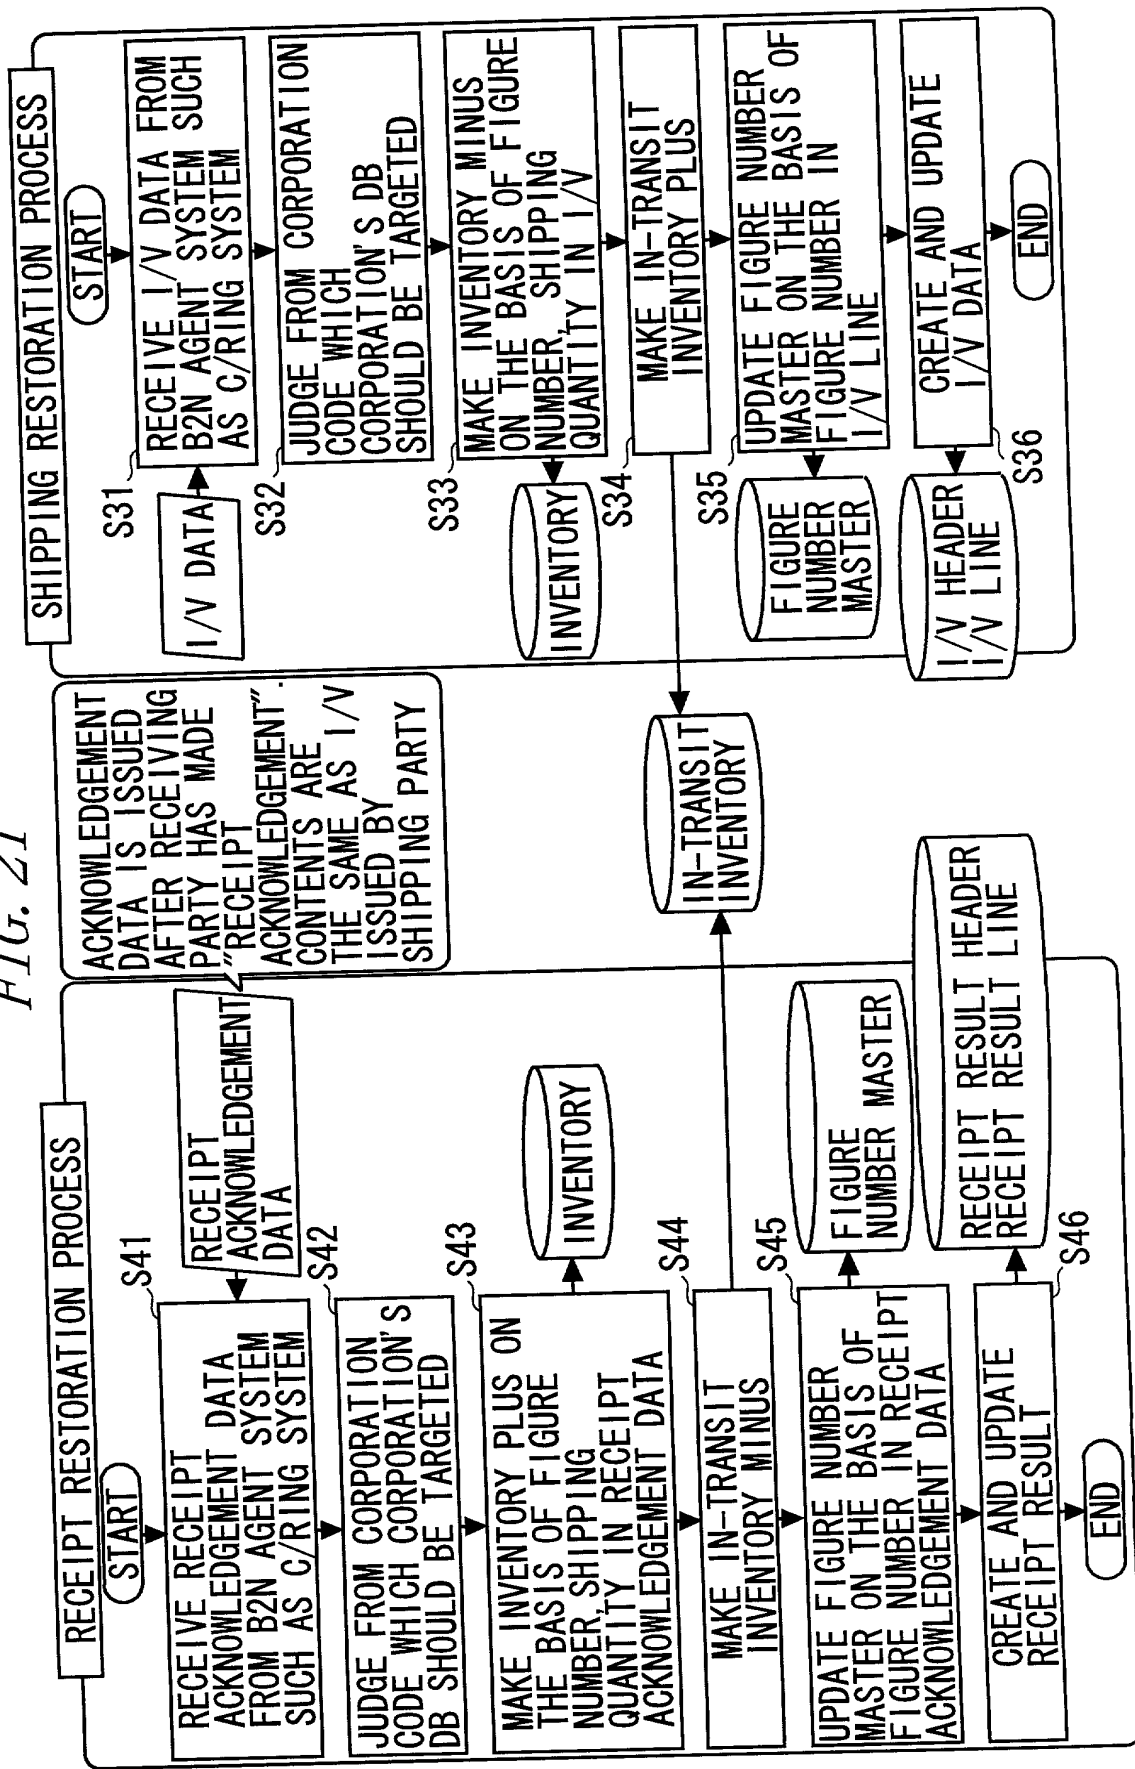 FIG. 21
RECEIPT RESTORATION PROCESS
START
S41
RECEIVE RECEIPT
ACKNOWLEDGEMENT DATA
FROM B2N AGENT SYSTEM
SUCH AS C/RING SYSTEM
RECEIPT
ACKNOWLEDGEMENT
DATA
S42
JUDGE FROM CORPORATION
CODE WHICH CORPORATION'S
DB SHOULD BE TARGETED
S43
MAKE INVENTORY PLUS ON
THE BASIS OF FIGURE
NUMBER,SHIPPING
QUANTITY IN RECEIPT
ACKNOWLEDGEMENT DATA
INVENTORY
S44
MAKE IN-TRANSIT
INVENTORY MINUS
S45
UPDATE FIGURE NUMBER
MASTER ON THE BASIS OF
FIGURE NUMBER IN RECEIPT
ACKNOWLEDGEMENT DATA
FIGURE
NUMBER MASTER
S46
CREATE AND UPDATE
RECEIPT RESULT
RECEIPT RESULT HEADER
RECEIPT RESULT LINE
END
ACKNOWLEDGEMENT
DATA IS ISSUED
AFTER RECEIVING
PARTY HAS MADE
"RECEIPT
ACKNOWLEDGEMENT".
CONTENTS ARE
THE SAME AS I/V
ISSUED BY
SHIPPING PARTY
IN-TRANSIT
INVENTORY
SHIPPING RESTORATION PROCESS
START
S31
RECEIVE I/V DATA FROM
B2N AGENT SYSTEM SUCH
AS C/RING SYSTEM
I/V DATA
S32
JUDGE FROM CORPORATION
CODE WHICH
CORPORATION'S DB
SHOULD BE TARGETED
S33
MAKE INVENTORY MINUS
ON THE BASIS OF FIGURE
NUMBER, SHIPPING
QUANTITY IN I/V
INVENTORY
S34
MAKE IN-TRANSIT
INVENTORY PLUS
S35
UPDATE FIGURE NUMBER
MASTER ON THE BASIS OF
FIGURE NUMBER IN
I/V LINE
FIGURE
NUMBER
MASTER
S36
CREATE AND UPDATE
I/V DATA
I/V HEADER
I/V LINE
END